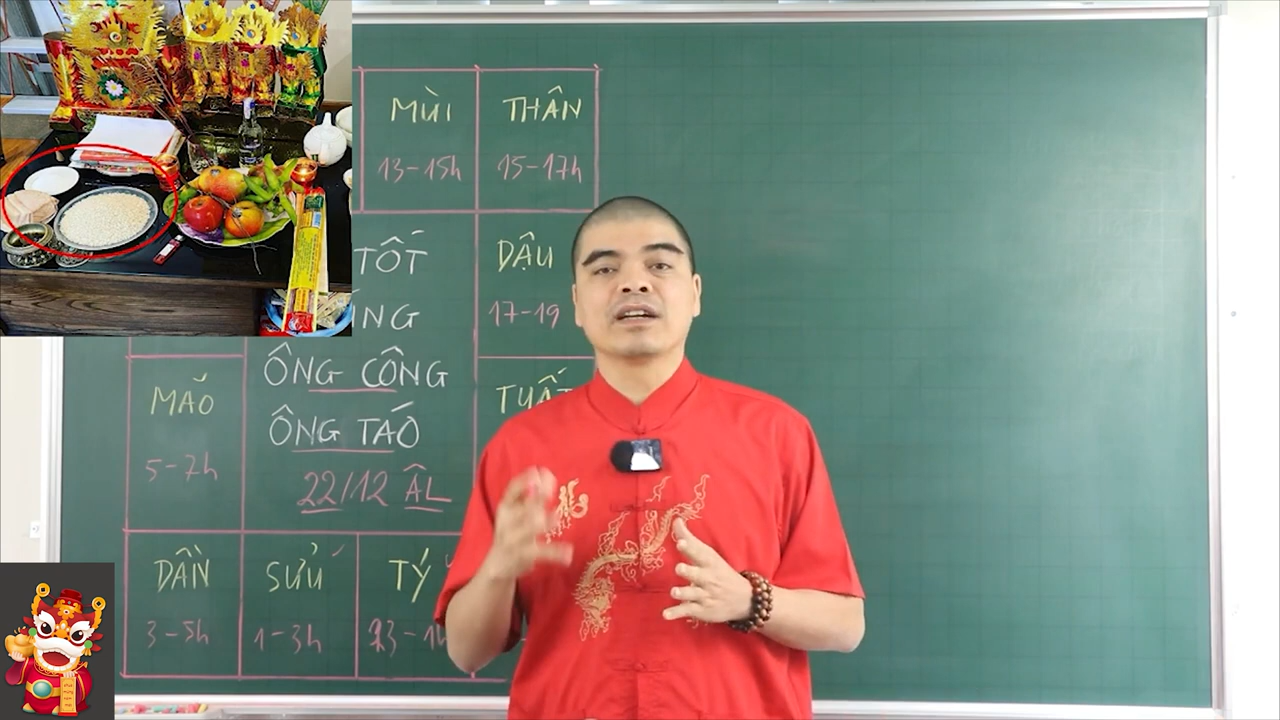 MÙI
13-15h
THÂN
15-17h
TỐT
DẬU
17-19
ÔNG CÔNG
ÔNG TÁO
22/12 ÂL
MÃO
5-7h
DẦN
3-5h
SỬU
1-3h
TÝ